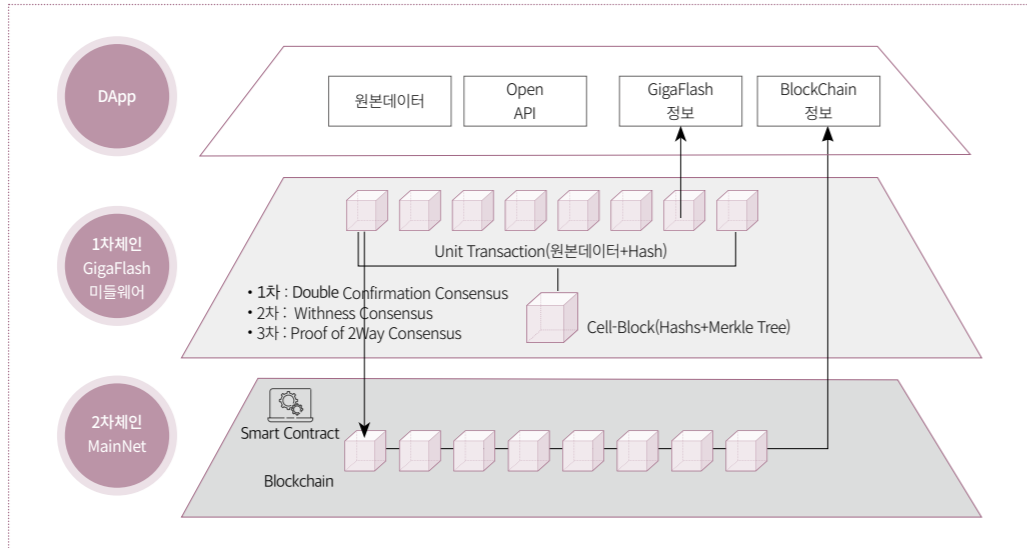 DApp
원본데이터
Open
API
GigaFlash
정보
BlockChain
정보
1차체인
GigaFlash
미들웨어
Unit Transaction(원본데이터+Hash)
• 1차 : Double Confirmation Consensus
• 2차 : Withness Consensus
• 3차 : Proof of 2Way Consensus
Cell-Block(Hashs+Merkle Tree)
2차체인
MainNet
Smart Contract
Blockchain